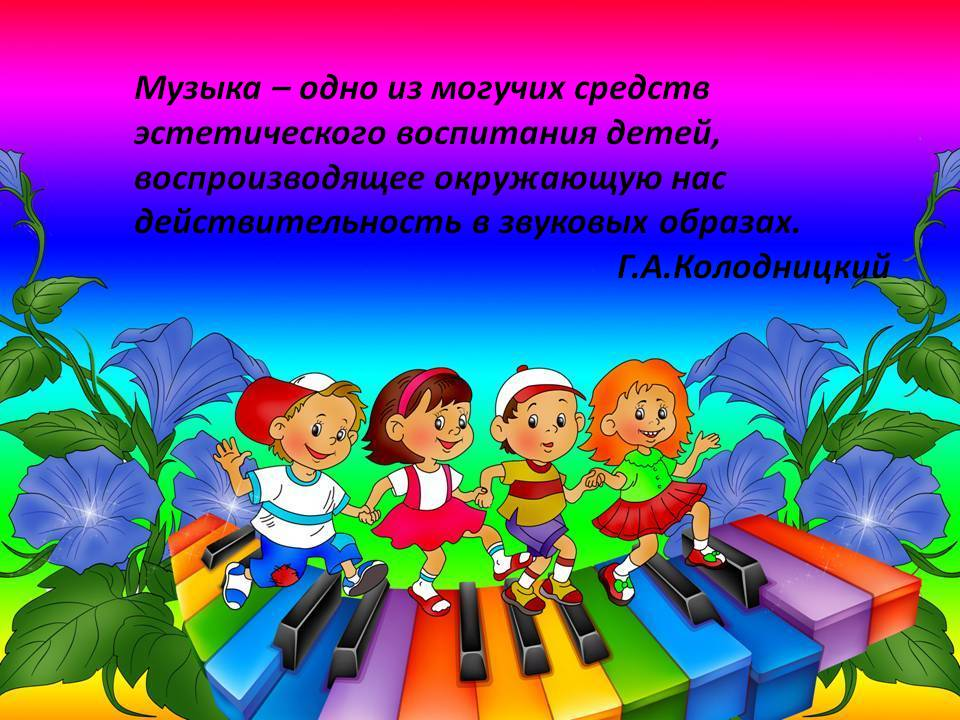 Музыка – одно из могучих средств
эстетического воспитания детей,
воспроизводящее окружающую нас
действительность в звуковых образах.
Г.А.Колодницкий